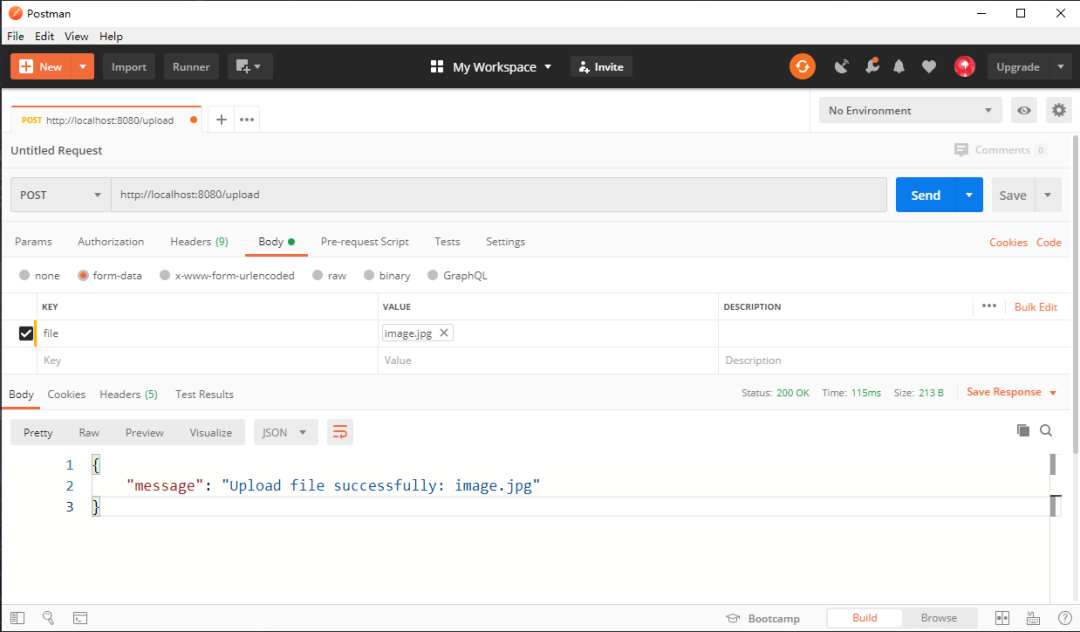 Postman
File Edit View Help
New Import Runner My Workspace Invite Upgrade
POST http://localhost:8080/upload No Environment
Untitled Request Comments 0
POST http://localhost:8080/upload Send Save
Params Authorization Headers (9) Body Pre-request Script Tests Settings Cookies Code
none form-data x-www-form-urlencoded raw binary GraphQL
KEY VALUE DESCRIPTION Bulk Edit
file image.jpg
Key Value Description
Body Cookies Headers (5) Test Results Status: 200 OK Time: 115ms Size: 213 B Save Response
Pretty Raw Preview Visualize JSON
1 {
2 "message": "Upload file successfully: image.jpg"
3 }
Bootcamp Build Browse